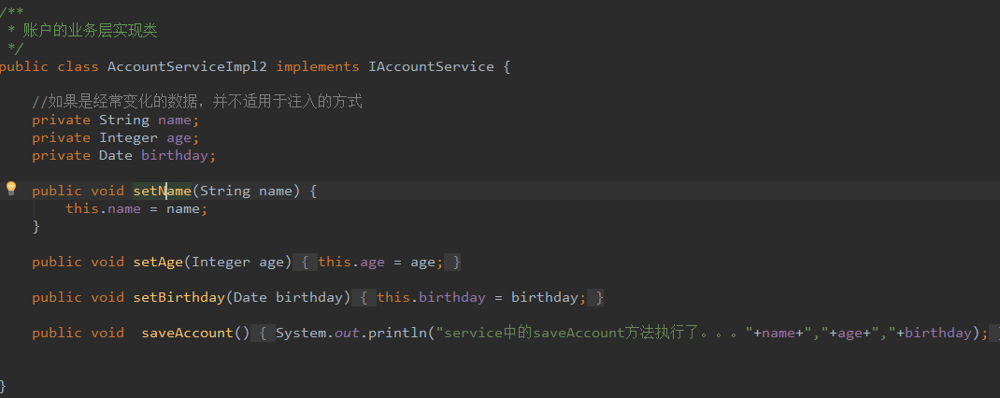 /**
 * 账户的业务层实现类
 */
public class AccountServiceImpl2 implements IAccountService {
    //如果是经常变化的数据，并不适用于注入的方式
    private String name;
    private Integer age;
    private Date birthday;
    public void setName(String name) {
        this.name = name;
    }
    public void setAge(Integer age) { this.age = age; }
    public void setBirthday(Date birthday) { this.birthday = birthday; }
    public void  saveAccount() { System.out.println("service中的saveAccount方法执行了。。。"+name+","+age+","+birthday); }
}